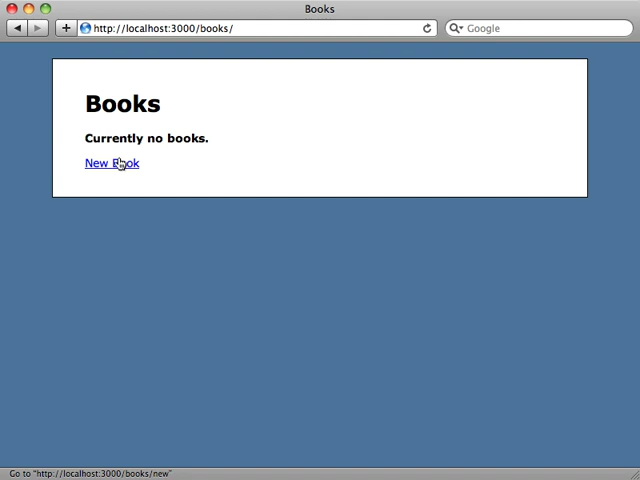 Books
http://localhost:3000/books/
Google
Books
Currently no books.
New Book
Go to "http://localhost:3000/books/new"